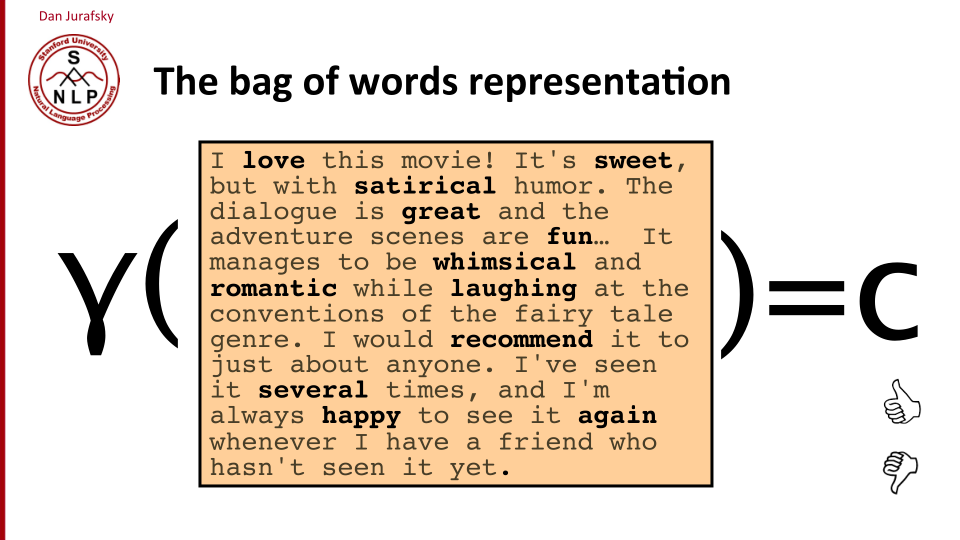 Dan Jurafsky
Stanford University
S
NLP
Natural Language Processing
The bag of words representation
I love this movie! It's sweet,
but with satirical humor. The
dialogue is great and the
adventure scenes are fun… It
manages to be whimsical and
romantic while laughing at the
conventions of the fairy tale
genre. I would recommend it to
just about anyone. I've seen
it several times, and I'm
always happy to see it again
whenever I have a friend who
hasn't seen it yet.
γ( )=c